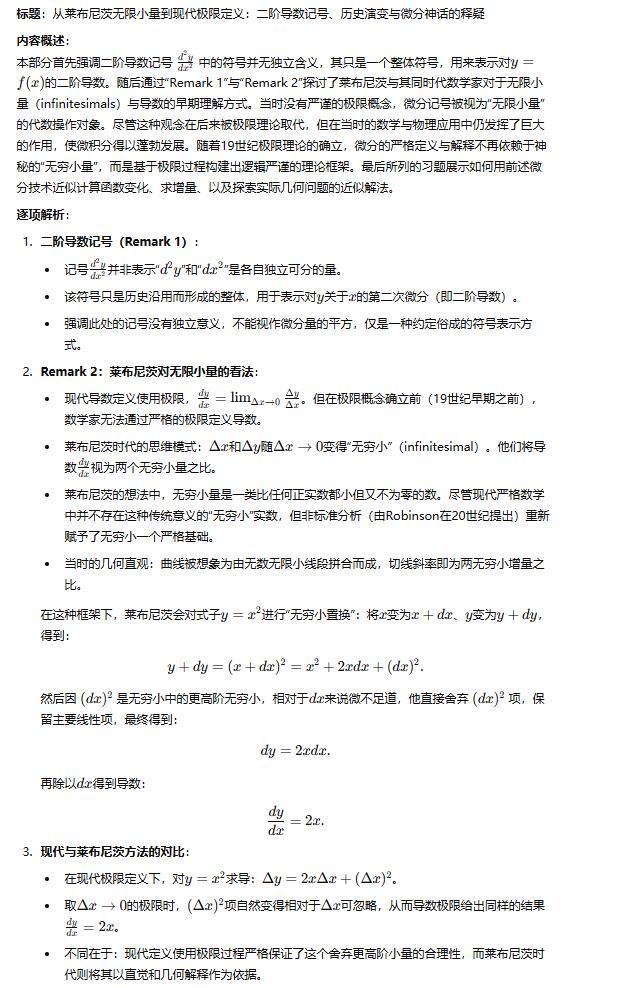 标题：从莱布尼茨无限小量到现代极限定义：二阶导数记号、历史演变与微分神话的释疑
内容概述：
本部分首先强调二阶导数记号 $\frac{d^2y}{dx^2}$ 中的符号并无独立含义，其只是一个整体符号，用来表示对$y=$
$f(x)$的二阶导数。随后通过“Remark 1”与“Remark 2”探讨了莱布尼茨与其同时代数学家对于无限小
量（infinitesimals）与导数的早期理解方式。当时没有严谨的极限概念，微分记号被视为“无限小量”
的代数操作对象。尽管这种观念在后来被极限理论取代，但在当时的数学与物理应用中仍发挥了巨大
的作用，使微积分得以蓬勃发展。随着19世纪极限理论的确立，微分的严格定义与解释不再依赖于神
秘的“无穷小量”，而是基于极限过程构建出逻辑严谨的理论框架。最后所列的习题展示如何用前述微
分技术近似计算函数变化、求增量、以及探索实际几何问题的近似解法。
逐项解析：
1. 二阶导数记号（Remark 1）：
• 记号$\frac{d^2y}{dx^2}$并非表示“$d^2y$”和“$dx^2$”是各自独立可分的量。
• 该符号只是历史沿用而形成的整体，用于表示对$y$关于$x$的第二次微分（即二阶导数）。
• 强调此处的记号没有独立意义，不能视作微分量的平方，仅是一种约定俗成的符号表示方
式。
2. Remark 2：莱布尼茨对无限小量的看法：
• 现代导数定义使用极限，$\frac{dy}{dx}=\lim_{\Delta x\to 0}\frac{\Delta y}{\Delta x}$。但在极限概念确立前（19世纪早期之前），
数学家无法通过严格的极限定义导数。
• 莱布尼茨时代的思维模式：$\Delta x$和$\Delta y$随$\Delta x\to 0$变得“无穷小”（infinitesimal）。他们将导
数$\frac{dy}{dx}$视为两个无穷小量之比。
• 莱布尼茨的想法中，无穷小量是一类比任何正实数都小但又不为零的数。尽管现代严格数学
中并不存在这种传统意义的“无穷小”实数，但非标准分析（由Robinson在20世纪提出）重新
赋予了无穷小一个严格基础。
• 当时的几何直观：曲线被想象为由无数无限小线段拼合而成，切线斜率即为两无穷小增量之
比。
在这种框架下，莱布尼茨会对式子$y=x^2$进行“无穷小置换”：将$x$变为$x+dx$、$y$变为$y+dy$，
得到：
$y+dy=(x+dx)^2=x^2+2xdx+(dx)^2.$
然后因 $(dx)^2$ 是无穷小中的更高阶无穷小，相对于$dx$来说微不足道，他直接舍弃 $(dx)^2$ 项，保
留主要线性项，最终得到：
$dy=2xdx.$
再除以$dx$得到导数：
$\frac{dy}{dx}=2x.$
3. 现代与莱布尼茨方法的对比：
• 在现代极限定义下，对$y=x^2$求导：$\Delta y=2x\Delta x+(\Delta x)^2$。
• 取$\Delta x\to 0$的极限时，$(\Delta x)^2$项自然变得相对于$\Delta x$可忽略，从而导数极限给出同样的结果
$\frac{dy}{dx}=2x$。
• 不同在于：现代定义使用极限过程严格保证了这个舍弃更高阶小量的合理性，而莱布尼茨时
代则将其以直觉和几何解释作为依据。